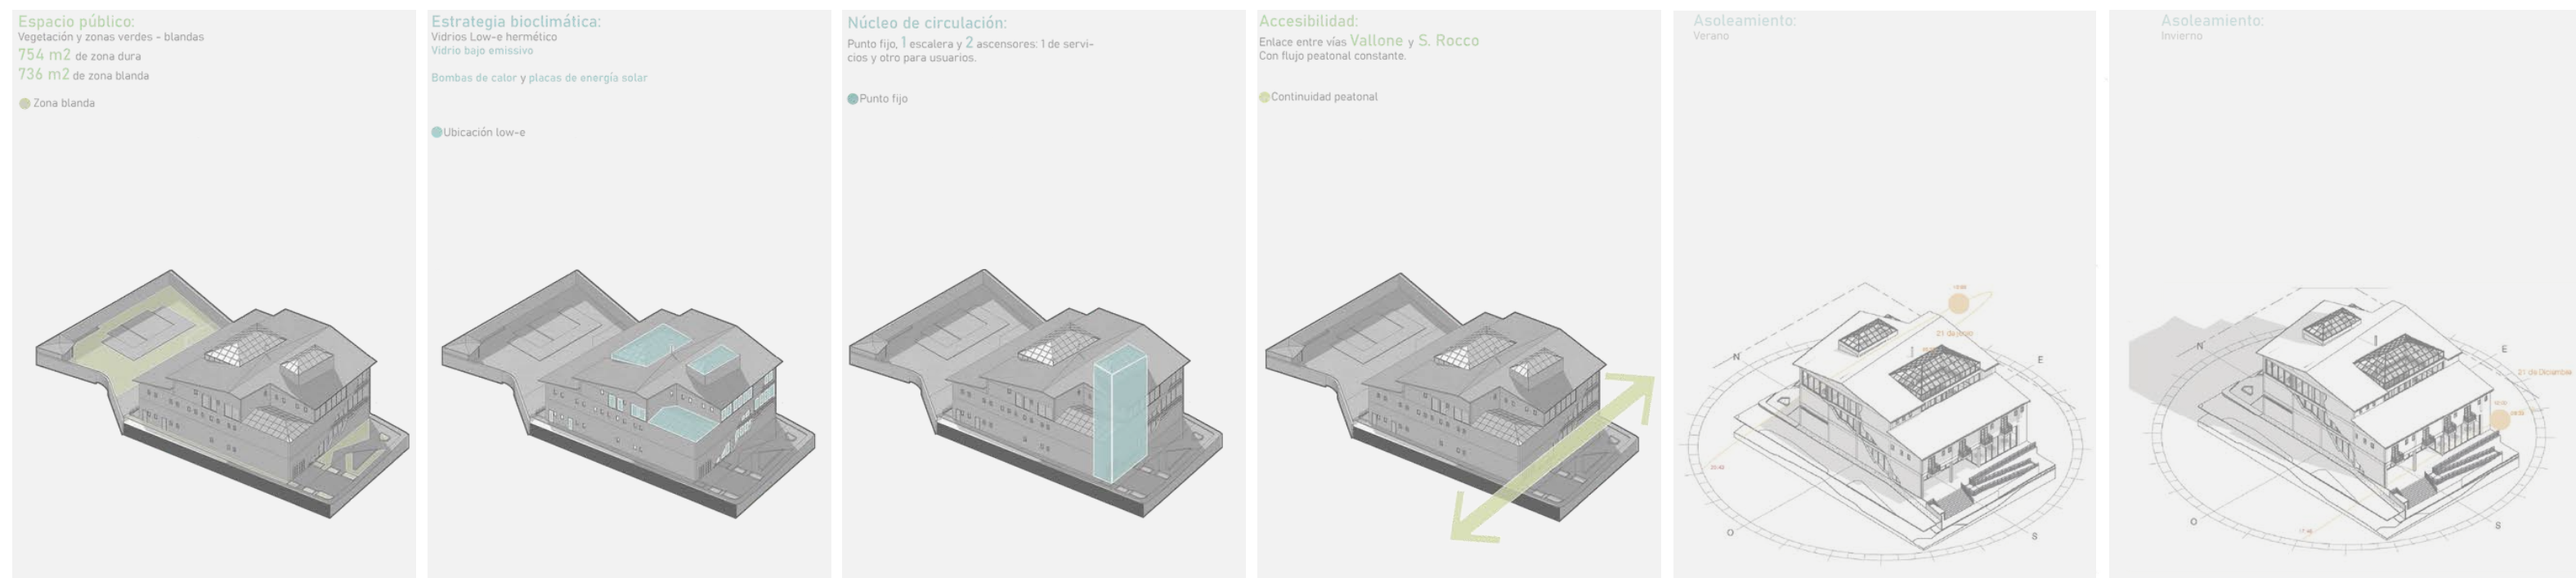 Espacio público:
Vegetación y zonas verdes - blandas
754 m2 de zona dura
736 m2 de zona blanda
Zona blanda
Estrategia bioclimática:
Vidrios Low-e hermético
Vidrio bajo emissivo
Bombas de calor y placas de energía solar
Ubicación low-e
Núcleo de circulación:
Punto fijo, 1 escalera y 2 ascensores: 1 de servi-
cios y otro para usuarios.
Punto fijo
Accesibilidad:
Enlace entre vías Vallone y S. Rocco
Con flujo peatonal constante.
Continuidad peatonal
Asoleamiento:
Verano
21 de junio
N
E
O
S
Asoleamiento:
Invierno
N
E
21 de Diciembre
O
S